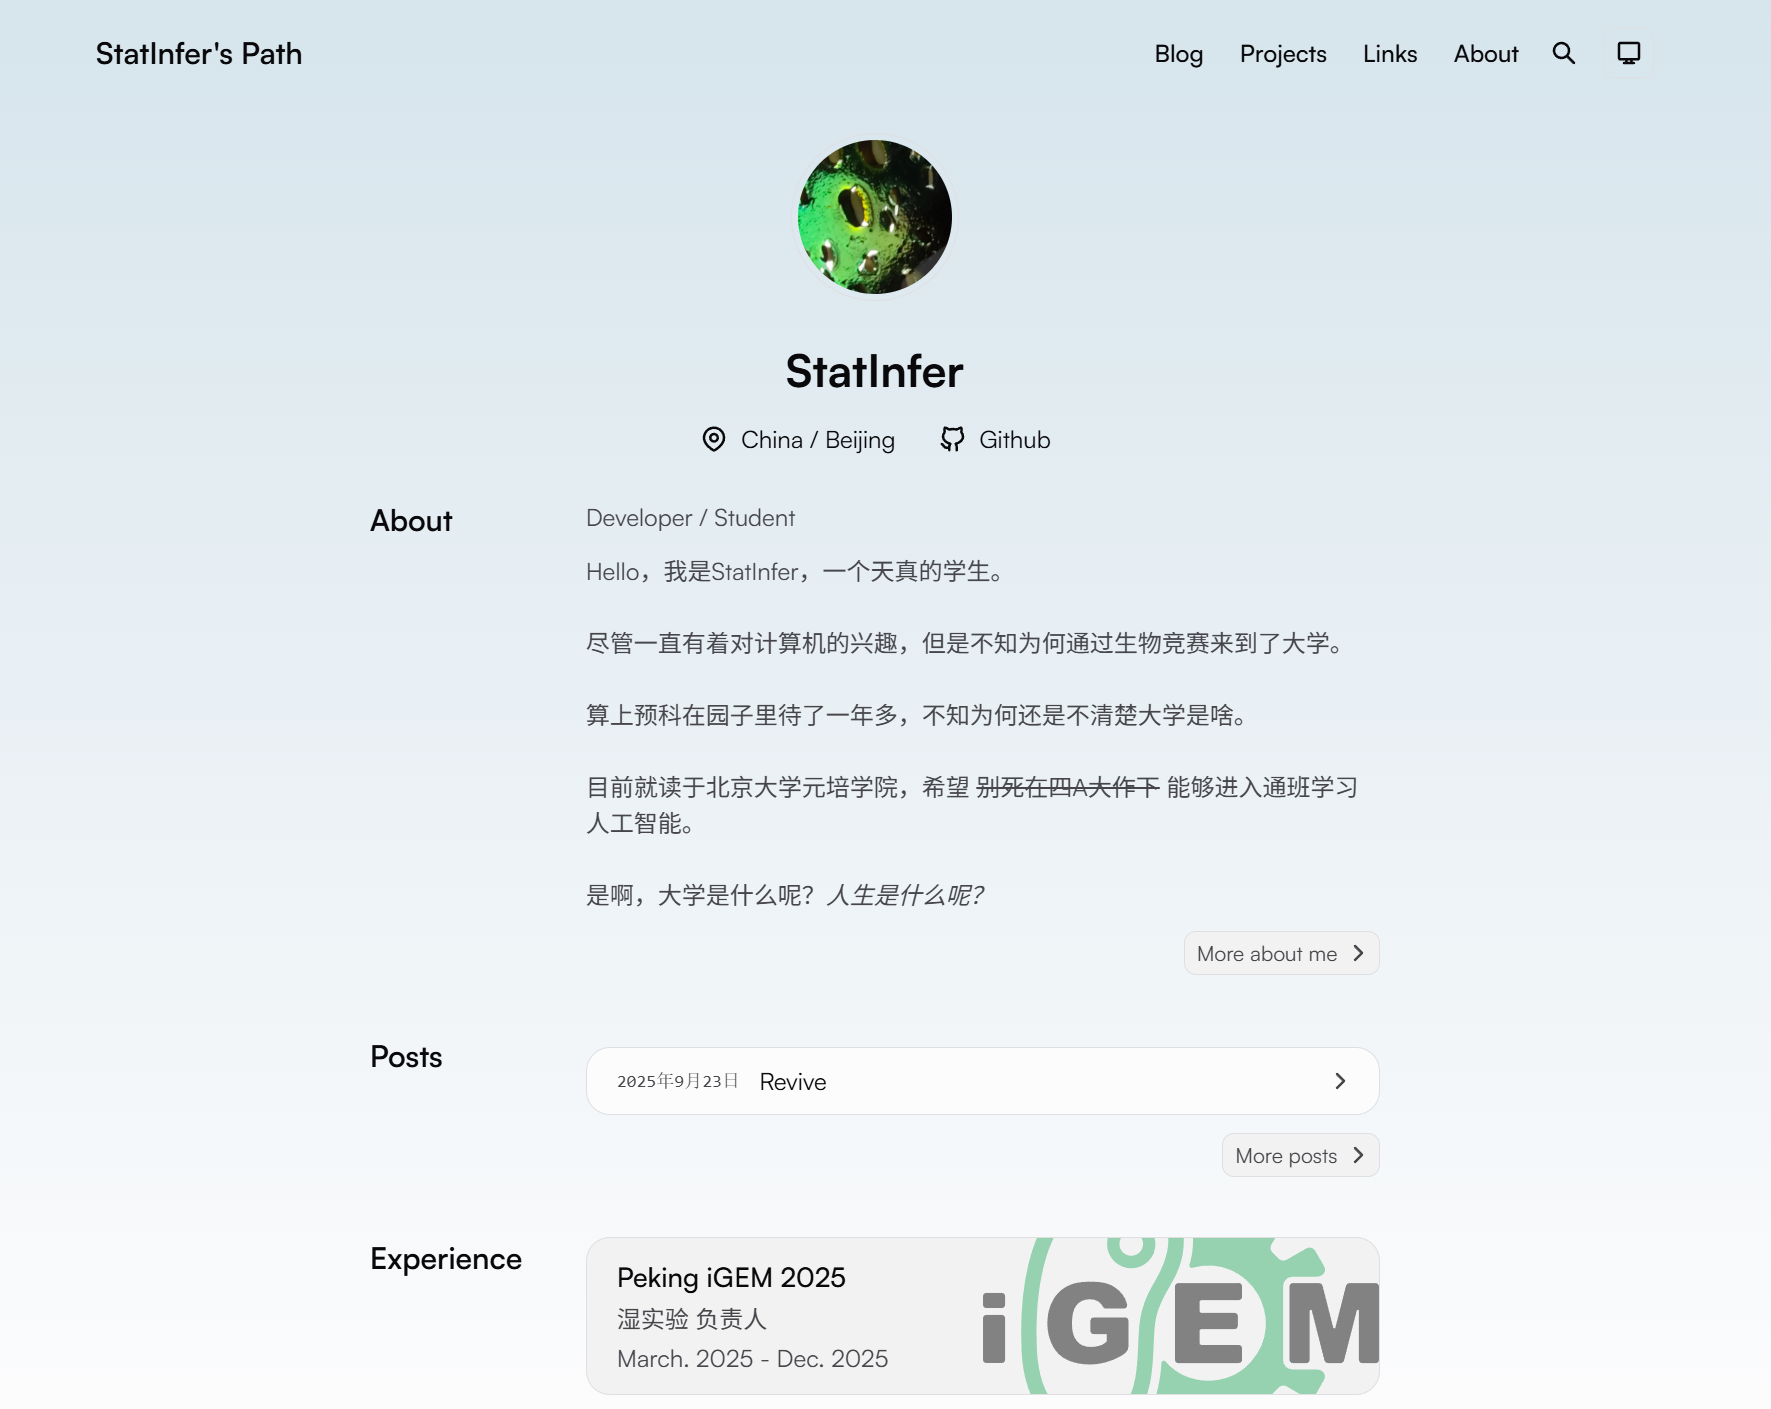 StatInfer's Path
Blog Projects Links About
StatInfer
China / Beijing Github
About
Developer / Student
Hello，我是StatInfer，一个天真的学生。
尽管一直有着对计算机的兴趣，但是不知为何通过生物竞赛来到了大学。
算上预科在园子里待了一年多，不知为何还是不清楚大学是啥。
目前就读于北京大学元培学院，希望 别死在四A大作下 能够进入通班学习
人工智能。
是啊，大学是什么呢？人生是什么呢？
More about me
Posts
2025年9月23日 Revive
More posts
Experience
Peking iGEM 2025
湿实验 负责人
March. 2025 - Dec. 2025
iGEM